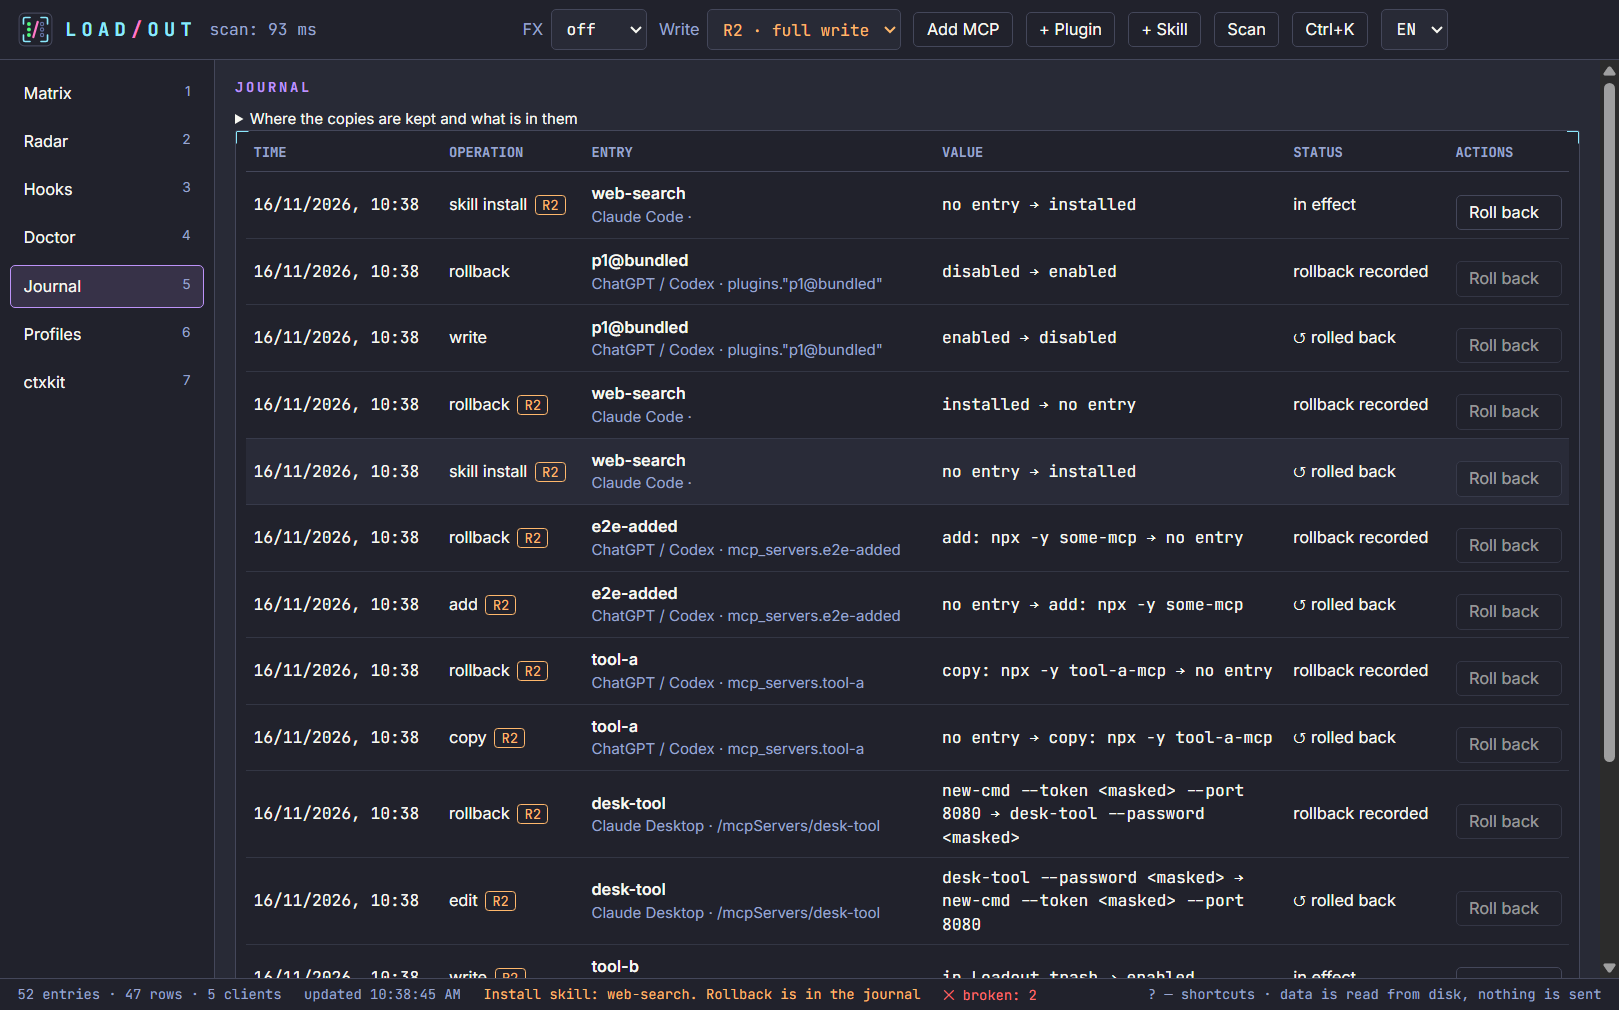 LOAD/OUT scan: 93 ms FX off Write R2 · full write Add MCP + Plugin + Skill Scan Ctrl+K EN
Matrix 1
Radar 2
Hooks 3
Doctor 4
Journal 5
Profiles 6
ctxkit 7
JOURNAL
▶ Where the copies are kept and what is in them
TIME OPERATION ENTRY VALUE STATUS ACTIONS
16/11/2026, 10:38 skill install R2 web-search no entry → installed in effect Roll back
Claude Code ·
16/11/2026, 10:38 rollback p1@bundled disabled → enabled rollback recorded Roll back
ChatGPT / Codex · plugins."p1@bundled"
16/11/2026, 10:38 write p1@bundled enabled → disabled ↺ rolled back Roll back
ChatGPT / Codex · plugins."p1@bundled"
16/11/2026, 10:38 rollback R2 web-search installed → no entry rollback recorded Roll back
Claude Code ·
16/11/2026, 10:38 skill install R2 web-search no entry → installed ↺ rolled back Roll back
Claude Code ·
16/11/2026, 10:38 rollback R2 e2e-added add: npx -y some-mcp → no entry rollback recorded Roll back
ChatGPT / Codex · mcp_servers.e2e-added
16/11/2026, 10:38 add R2 e2e-added no entry → add: npx -y some-mcp ↺ rolled back Roll back
ChatGPT / Codex · mcp_servers.e2e-added
16/11/2026, 10:38 rollback R2 tool-a copy: npx -y tool-a-mcp → no entry rollback recorded Roll back
ChatGPT / Codex · mcp_servers.tool-a
16/11/2026, 10:38 copy R2 tool-a no entry → copy: npx -y tool-a-mcp ↺ rolled back Roll back
ChatGPT / Codex · mcp_servers.tool-a
16/11/2026, 10:38 rollback R2 desk-tool new-cmd --token <masked> --port
8080 → desk-tool --password
<masked> rollback recorded Roll back
Claude Desktop · /mcpServers/desk-tool
16/11/2026, 10:38 edit R2 desk-tool desk-tool --password <masked> →
new-cmd --token <masked> --port
8080 ↺ rolled back Roll back
Claude Desktop · /mcpServers/desk-tool
16/11/2026, 10:38 write R2 tool-b in Loadout trash → enabled in effect
52 entries · 47 rows · 5 clients updated 10:38:45 AM Install skill: web-search. Rollback is in the journal ✕ broken: 2 ? — shortcuts · data is read from disk, nothing is sent